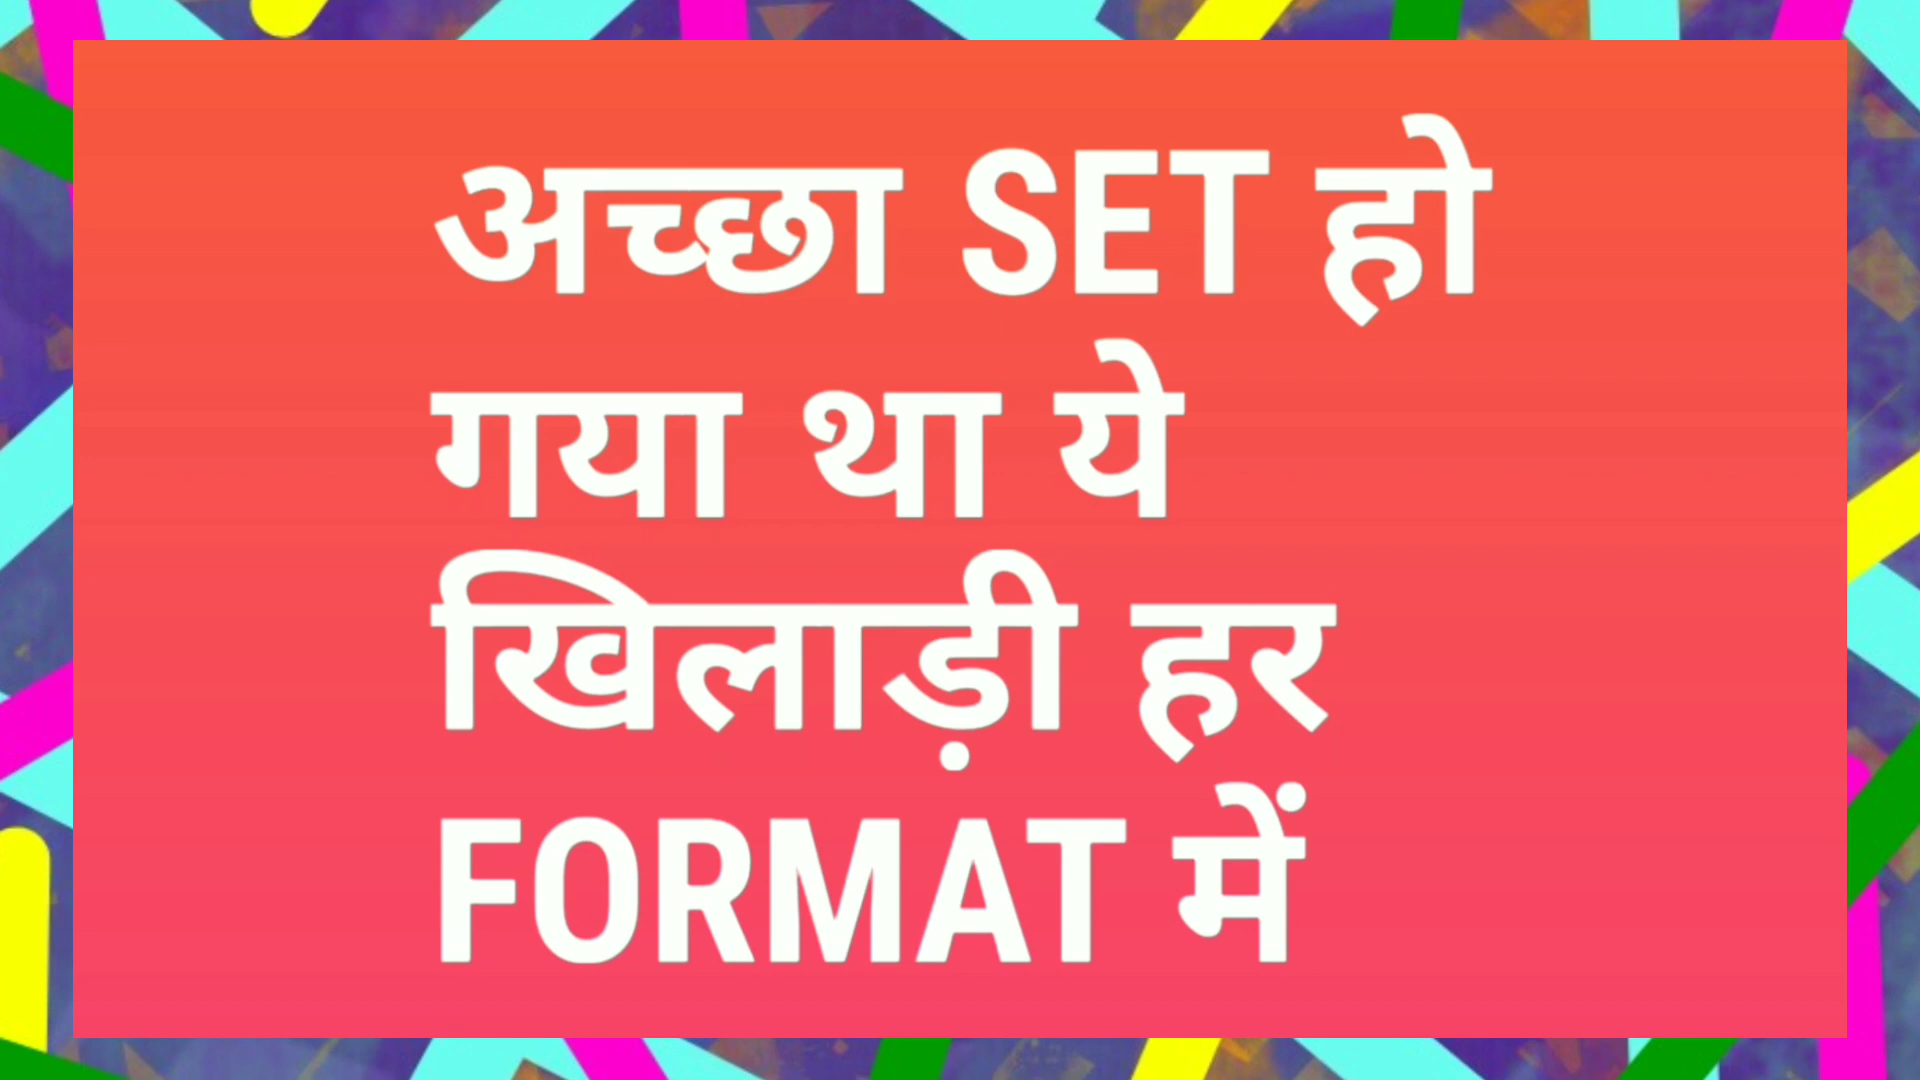 अच्छा SET हो
गया था ये
खिलाड़ी हर
FORMAT में